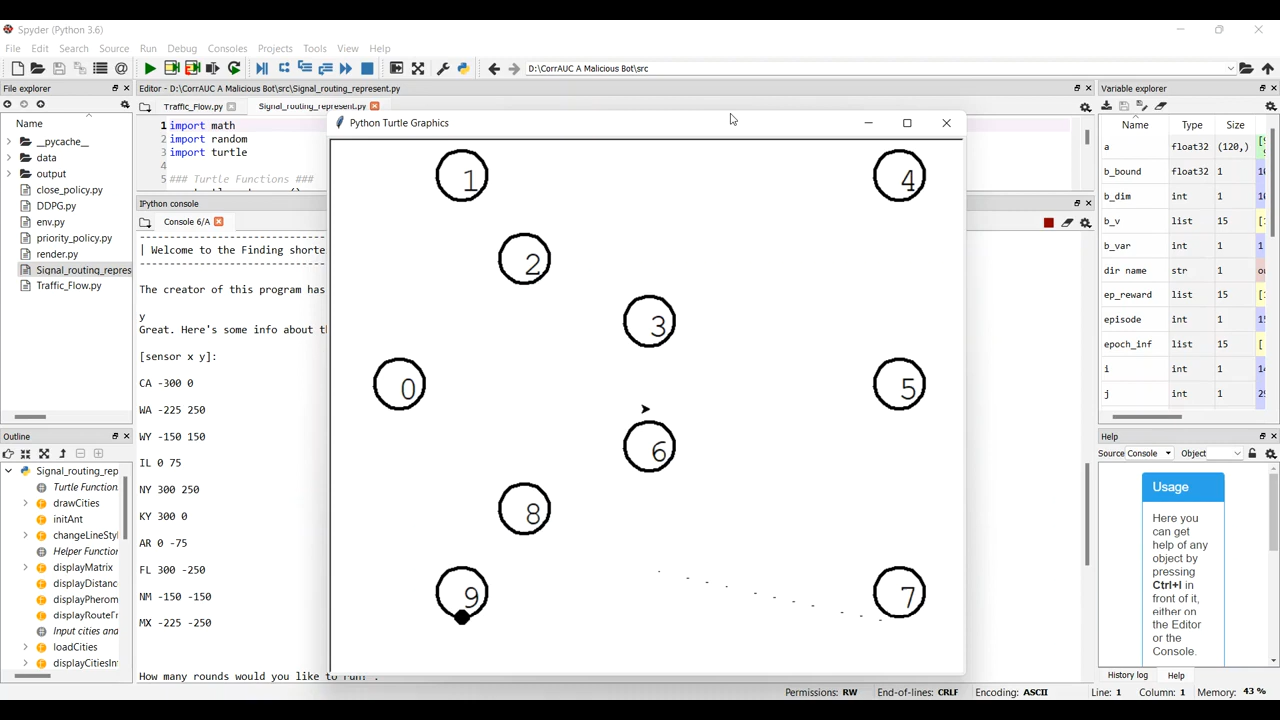 Spyder (Python 3.6)
File Edit Search Source Run Debug Consoles Projects Tools View Help
D:\CorrAUC A Malicious Bot\src
File explorer
Name
__pycache__
data
output
close_policy.py
DDPG.py
env.py
priority_policy.py
render.py
Signal_routing_repres
Traffic_Flow.py
Outline
Signal_routing_rep
Turtle Function
drawCities
initAnt
changeLineStyl
Helper Function
displayMatrix
displayDistanc
displayPherom
displayRouteFr
Input cities and
loadCities
displayCitiesInf
Editor - D:\CorrAUC A Malicious Bot\src\Signal_routing_represent.py
Traffic_Flow.py Signal_routing_represent.py
1 import math
2 import random
3 import turtle
4
5 ### Turtle Functions ###
IPython console
Console 6/A
| Welcome to the Finding shorte
The creator of this program has
y
Great. Here's some info about th
[sensor x y]:
CA -300 0
WA -225 250
WY -150 150
IL 0 75
NY 300 250
KY 300 0
AR 0 -75
FL 300 -250
NM -150 -150
MX -225 -250
How many rounds would you like to run?
Python Turtle Graphics
1
4
2
3
0
5
6
8
9
7
Variable explorer
Name Type Size
a float32 (120,)
b_bound float32 1
b_dim int 1
b_v list 15
b_var int 1
dir name str 1
ep_reward list 15
episode int 1
epoch_inf list 15
i int 1
j int 1
Help
Source Console Object
Usage
Here you
can get
help of any
object by
pressing
Ctrl+I in
front of it,
either on
the Editor
or the
Console.
History log Help
Permissions: RW End-of-lines: CRLF Encoding: ASCII Line: 1 Column: 1 Memory: 43 %